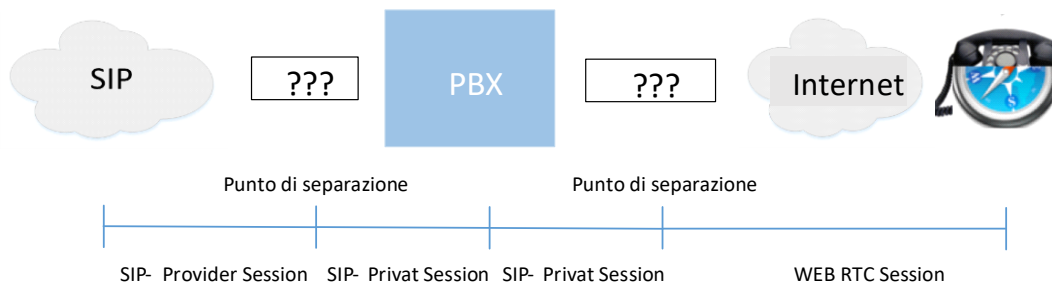 SIP
???
PBX
???
Internet
Punto di separazione
Punto di separazione
SIP- Provider Session
SIP- Privat Session
SIP- Privat Session
WEB RTC Session